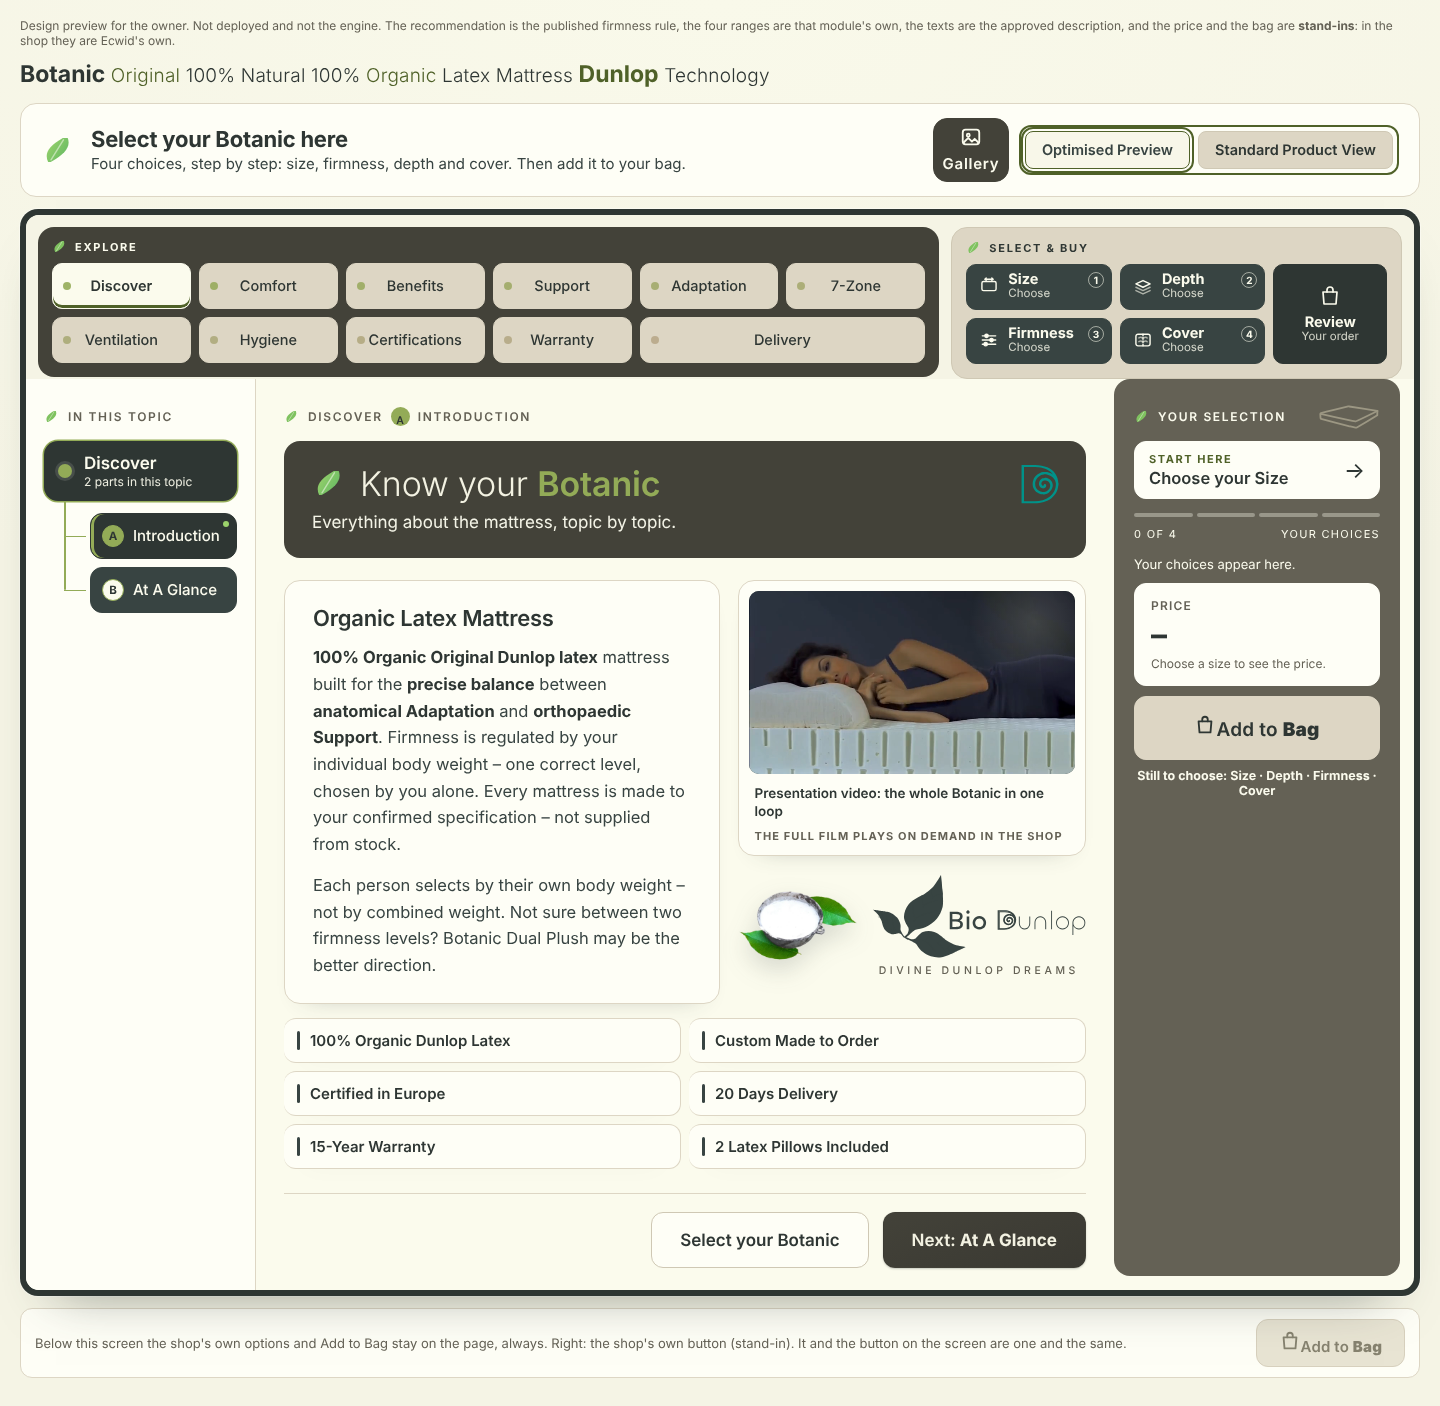 Design preview for the owner. Not deployed and not the engine. The recommendation is the published firmness rule, the four ranges are that module's own, the texts are the approved description, and the price and the bag are stand-ins: in the
shop they are Ecwid's own.
Botanic Original 100% Natural 100% Organic Latex Mattress Dunlop Technology
Select your Botanic here
Four choices, step by step: size, firmness, depth and cover. Then add it to your bag.
Gallery
Optimised Preview
Standard Product View
EXPLORE
Discover
Comfort
Benefits
Support
Adaptation
7-Zone
Ventilation
Hygiene
Certifications
Warranty
Delivery
SELECT & BUY
Size
Choose
1
Depth
Choose
2
Firmness
Choose
3
Cover
Choose
4
Review
Your order
IN THIS TOPIC
Discover
2 parts in this topic
A Introduction
B At A Glance
DISCOVER A INTRODUCTION
Know your Botanic
Everything about the mattress, topic by topic.
Organic Latex Mattress
100% Organic Original Dunlop latex mattress
built for the precise balance between
anatomical Adaptation and orthopaedic
Support. Firmness is regulated by your
individual body weight – one correct level,
chosen by you alone. Every mattress is made to
your confirmed specification – not supplied
from stock.
Each person selects by their own body weight –
not by combined weight. Not sure between two
firmness levels? Botanic Dual Plush may be the
better direction.
Presentation video: the whole Botanic in one
loop
THE FULL FILM PLAYS ON DEMAND IN THE SHOP
Bio Dunlop
DIVINE DUNLOP DREAMS
100% Organic Dunlop Latex
Custom Made to Order
Certified in Europe
20 Days Delivery
15-Year Warranty
2 Latex Pillows Included
Select your Botanic
Next: At A Glance
YOUR SELECTION
START HERE
Choose your Size
0 OF 4
YOUR CHOICES
Your choices appear here.
PRICE
–
Choose a size to see the price.
Add to Bag
Still to choose: Size · Depth · Firmness ·
Cover
Below this screen the shop's own options and Add to Bag stay on the page, always. Right: the shop's own button (stand-in). It and the button on the screen are one and the same.
Add to Bag